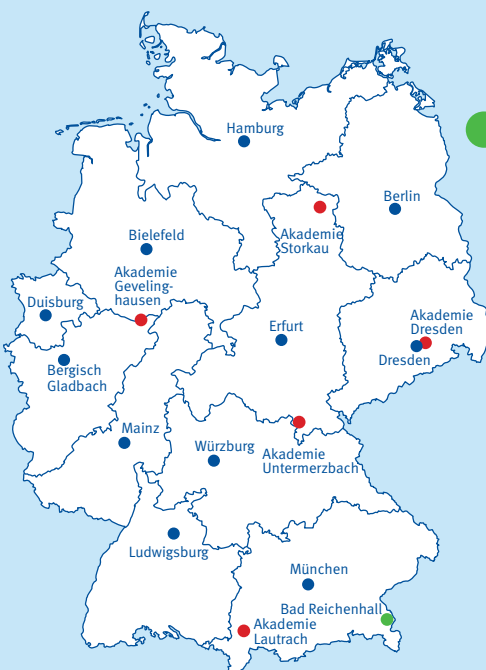 Hamburg
Berlin
Akademie
Storkau
Bielefeld
Akademie
Geveling-
hausen
Duisburg
Akademie
Dresden
Erfurt
Dresden
Bergisch
Gladbach
Mainz
Würzburg
Akademie
Untermerzbach
Ludwigsburg
München
Bad Reichenhall
Akademie
Lautrach